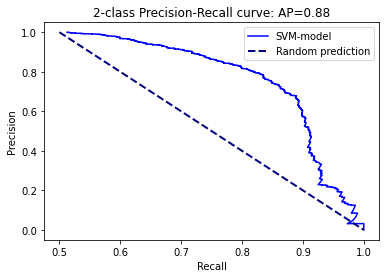 2-class Precision-Recall curve: AP=0.88
SVM-model
Random prediction
Precision
1.0
0.8
0.6
0.4
0.2
0.0
0.5 0.6 0.7 0.8 0.9 1.0
Recall